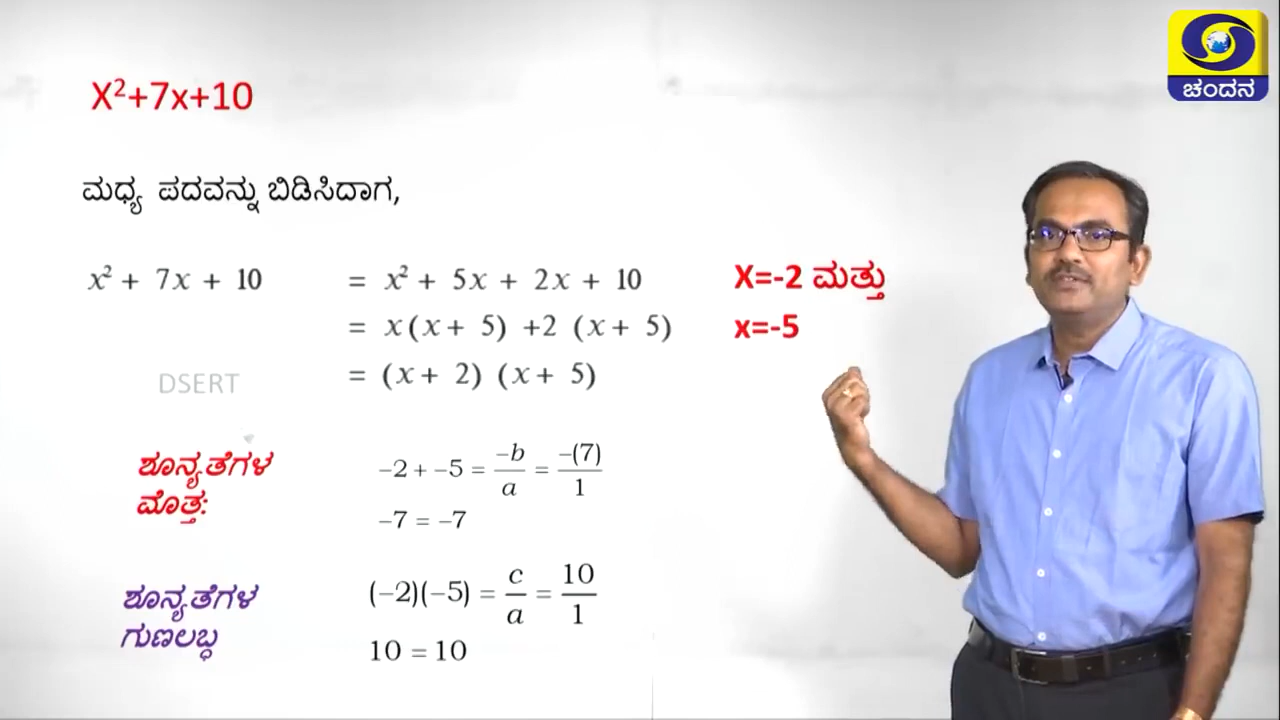 ಚಂದನ
X²+7x+10
ಮಧ್ಯ ಪದವನ್ನು ಬಿಡಿಸಿದಾಗ,
x² + 7x + 10 = x² + 5x + 2x + 10
= x(x + 5) +2 (x + 5)
= (x + 2) (x + 5)
X=-2 ಮತ್ತು
x=-5
DSERT
ಶೂನ್ಯತೆಗಳ
ಮೊತ್ತ:
–2 + –5 = –b/a = –(7)/1
–7 = –7
ಶೂನ್ಯತೆಗಳ
ಗುಣಲಬ್ಧ
(–2)(–5) = c/a = 10/1
10 = 10